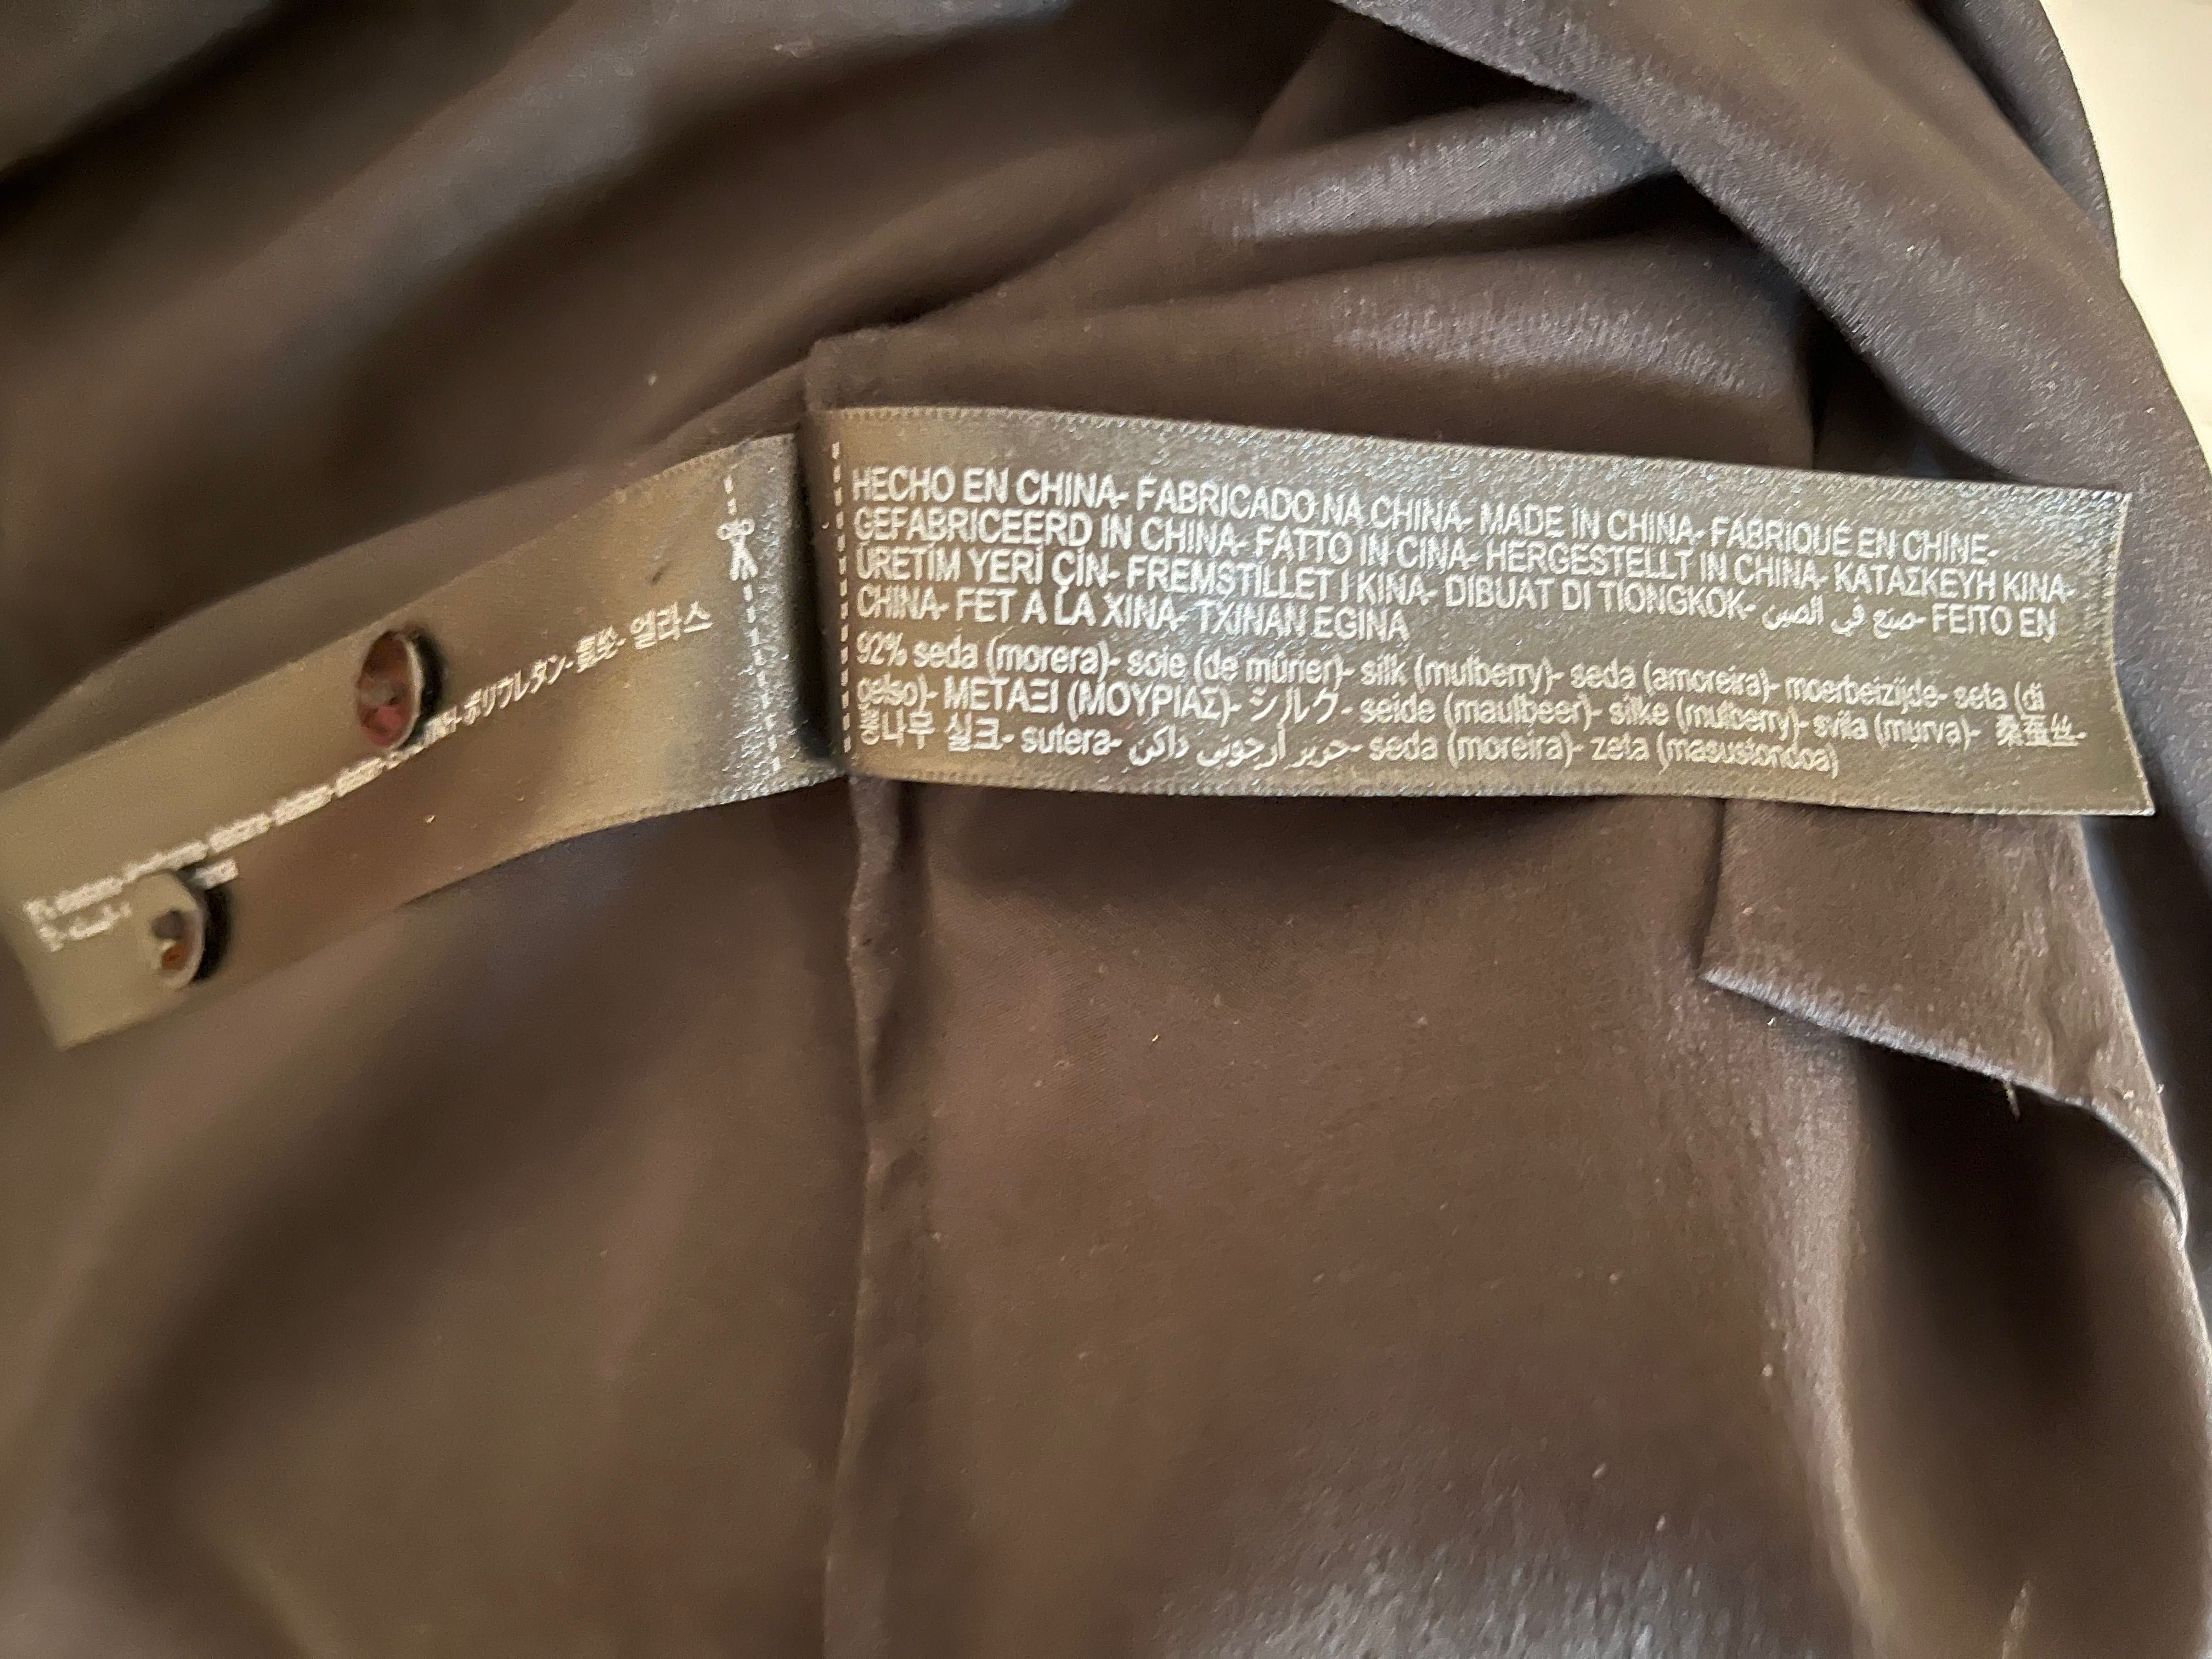 HECHO EN CHINA- FABRICADO NA CHINA- MADE IN CHINA- FABRIQUÉ EN CHINE-
GEFABRICEERD IN CHINA- FATTO IN CINA- HERGESTELLT IN CHINA- ΚΑΤΑΣΚΕΥΗ ΚΙΝΑ-
ÜRETİM YERİ ÇİN- FREMSTILLET I KINA- DIBUAT DI TIONGKOK- صنع في الصين- FEITO EN
CHINA- FET A LA XINA- TXINAN EGINA
92% seda (morera)- soie (de mûrier)- silk (mulberry)- seda (amoreira)- moerbeizijde- seta (di
gelso)- ΜΕΤΑΞΙ (ΜΟΥΡΙΑΣ)- シルク- seide (maulbeer)- silke (mulberry)- svila (murva)- 桑蚕丝-
뽕나무 실크- sutera- حرير أرجوني داكن- seda (moreira)- zeta (masustondoa)
ポリウレタン- 氨纶- 엘라스